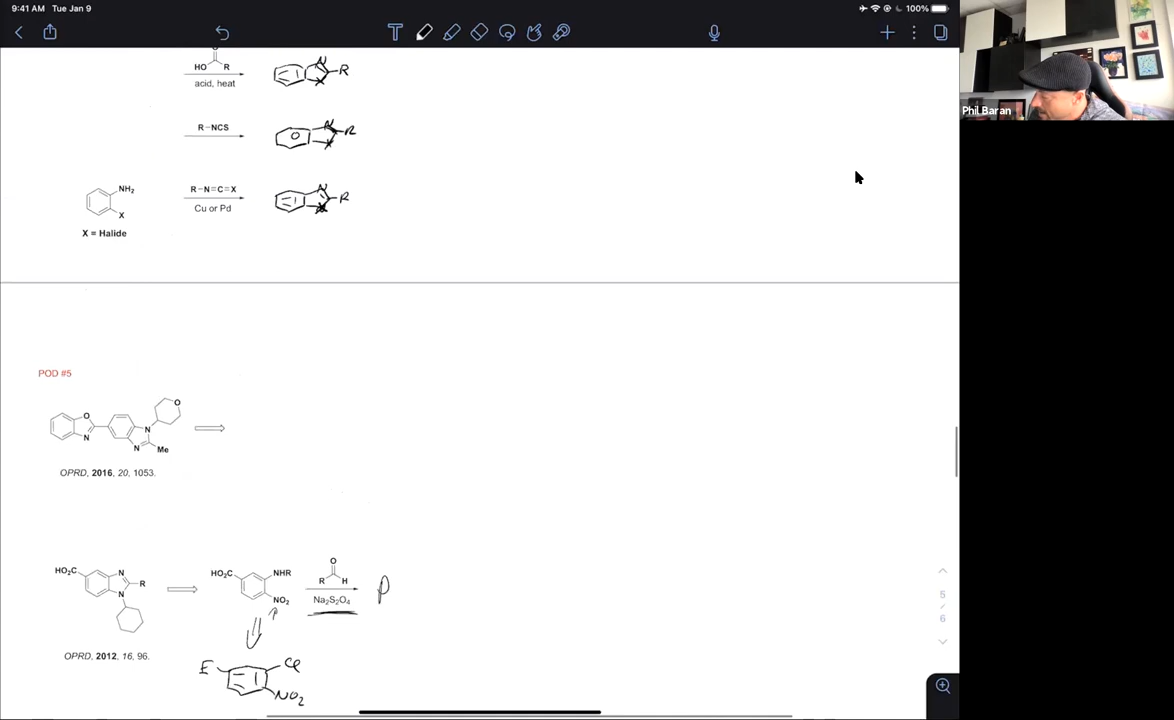 9:41 AM Tue Jan 9
100%
Phil Baran
HO R
acid, heat
N
R
X
R–NCS
N
R
X
NH2
X
X = Halide
R–N=C=X
Cu or Pd
N
R
POD #5
O
N
N
N
Me
O
OPRD, 2016, 20, 1053.
HO2C
N
N
R
OPRD, 2012, 16, 96.
HO2C
NHR
NO2
O
R H
Na2S2O4
P
E
Cl
NO2
5
/
6